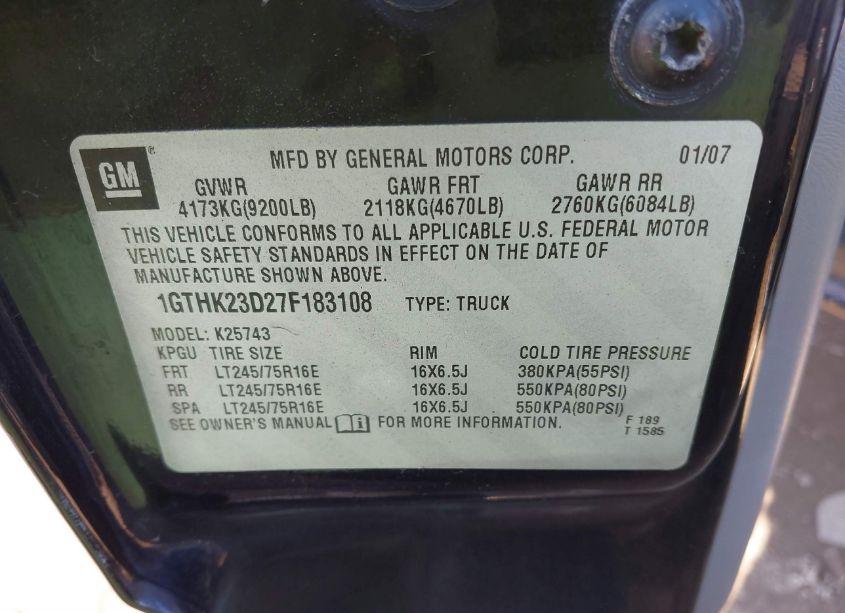 GM ®
MFD BY GENERAL MOTORS CORP. 01/07
GVWR GAWR FRT GAWR RR
4173KG(9200LB) 2118KG(4670LB) 2760KG(6084LB)
THIS VEHICLE CONFORMS TO ALL APPLICABLE U.S. FEDERAL MOTOR
VEHICLE SAFETY STANDARDS IN EFFECT ON THE DATE OF
MANUFACTURE SHOWN ABOVE.
1GTHK23D27F183108 TYPE: TRUCK
MODEL: K25743
KPGU TIRE SIZE RIM COLD TIRE PRESSURE
FRT LT245/75R16E 16X6.5J 380KPA(55PSI)
RR LT245/75R16E 16X6.5J 550KPA(80PSI)
SPA LT245/75R16E 16X6.5J 550KPA(80PSI)
SEE OWNER'S MANUAL FOR MORE INFORMATION.
F 189
T 1585